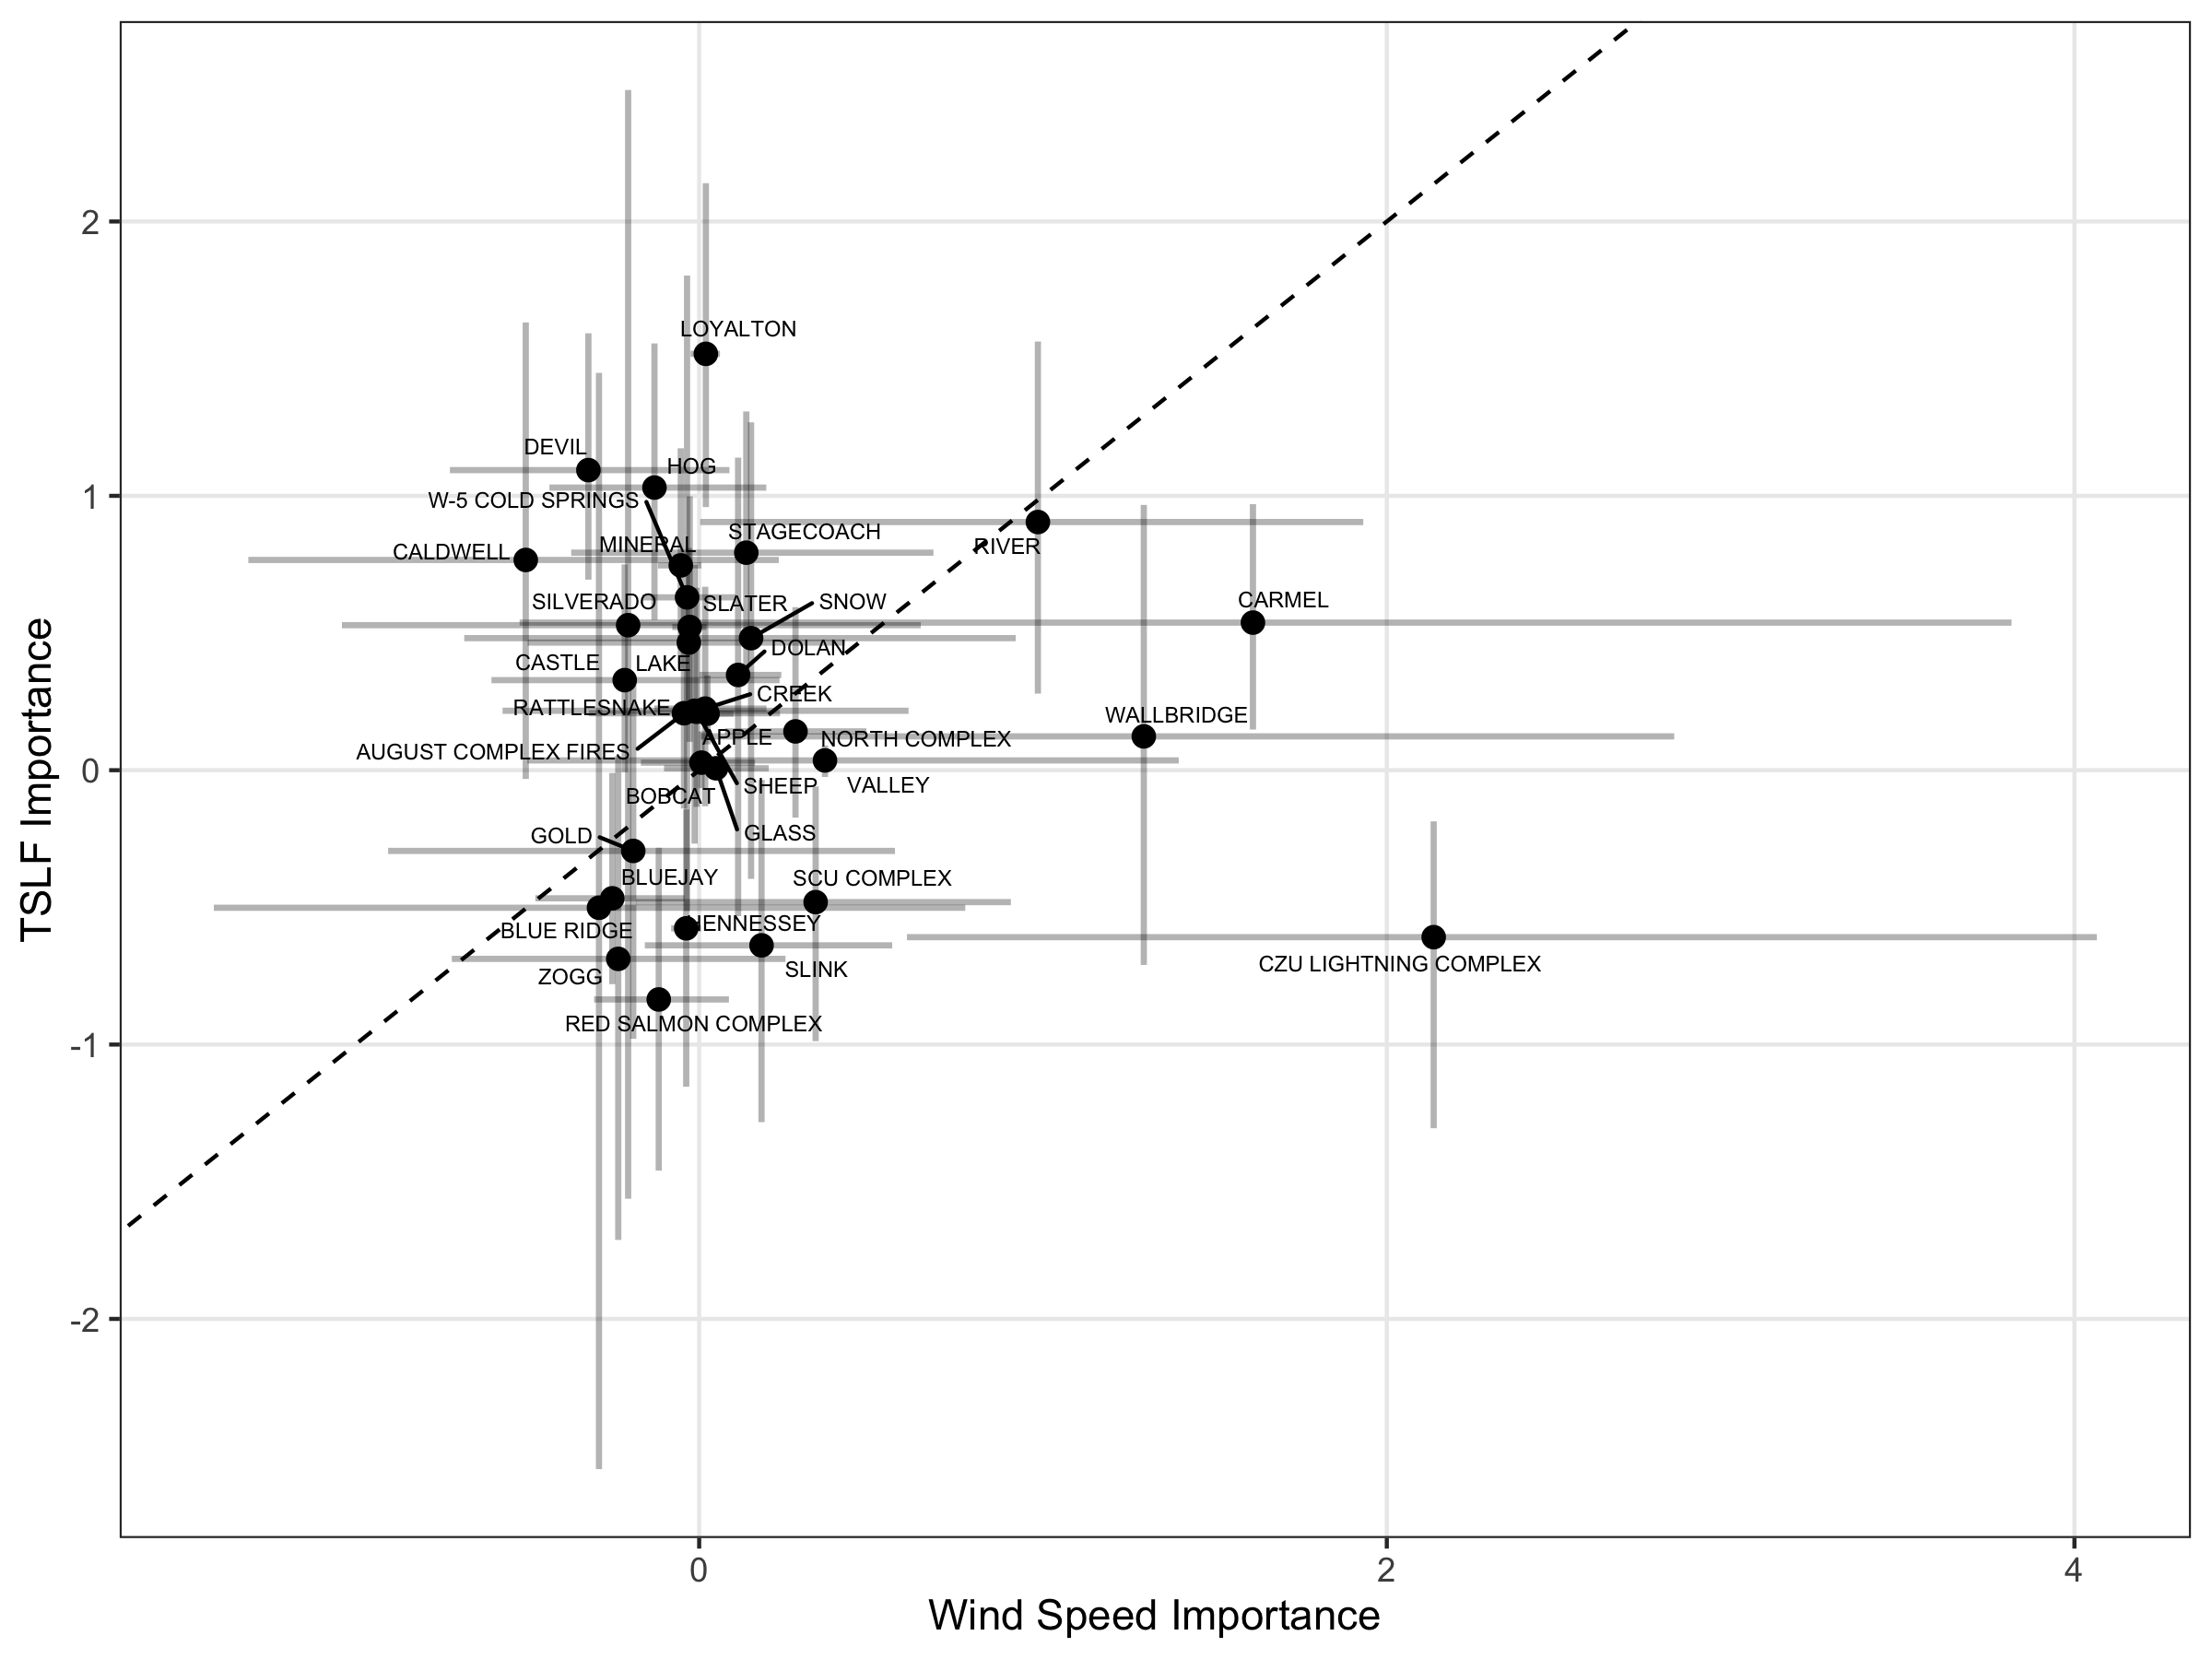 2
1
0
-1
-2
TSLF Importance
LOYALTON
DEVIL
HOG
W-5 COLD SPRINGS
STAGECOACH
MINERAL
RIVER
CALDWELL
SILVERADO
SLATER
SNOW
CARMEL
DOLAN
CASTLE
LAKE
CREEK
RATTLESNAKE
WALLBRIDGE
APPLE
NORTH COMPLEX
AUGUST COMPLEX FIRES
SHEEP
VALLEY
BOBCAT
GLASS
GOLD
BLUEJAY
SCU COMPLEX
HENNESSEY
BLUE RIDGE
CZU LIGHTNING COMPLEX
SLINK
ZOGG
RED SALMON COMPLEX
0
2
4
Wind Speed Importance